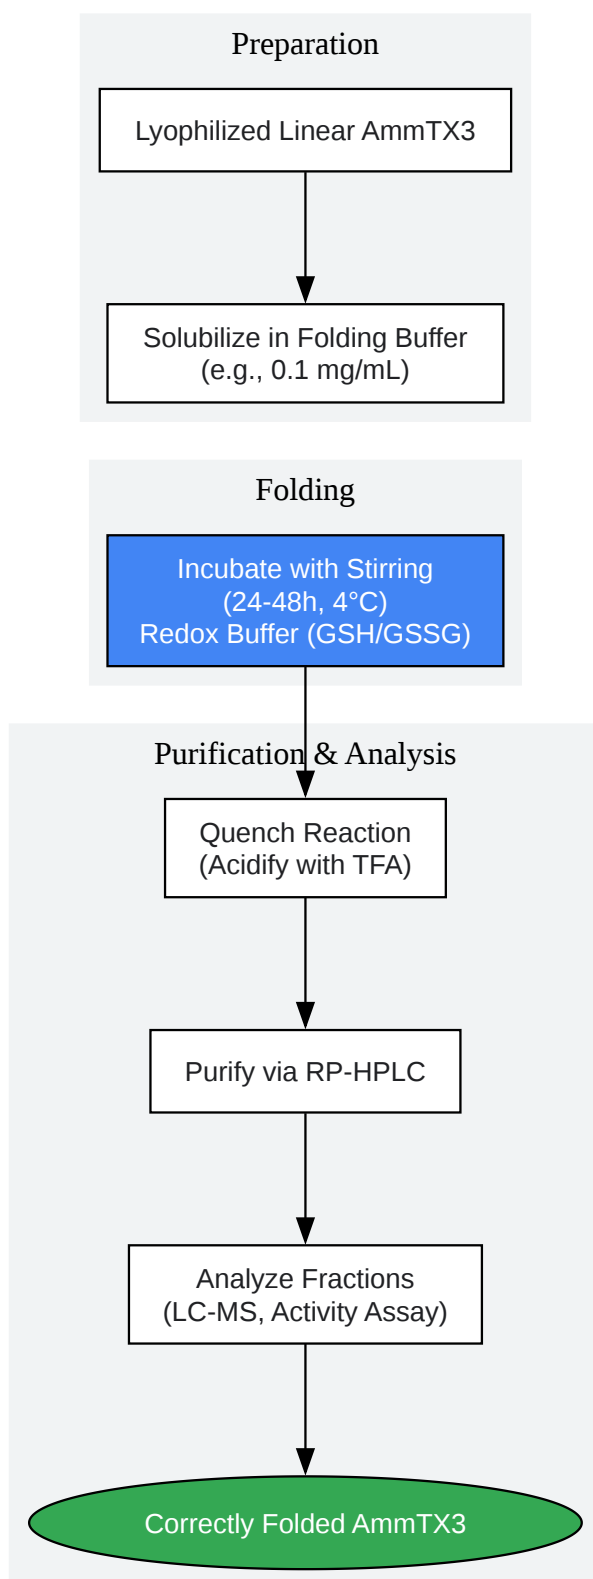 Preparation
Lyophilized Linear AmmTX3
Solubilize in Folding Buffer
(e.g., 0.1 mg/mL)
Folding
Incubate with Stirring
(24-48h, 4°C)
Redox Buffer (GSH/GSSG)
Purification & Analysis
Quench Reaction
(Acidify with TFA)
Purify via RP-HPLC
Analyze Fractions
(LC-MS, Activity Assay)
Correctly Folded AmmTX3